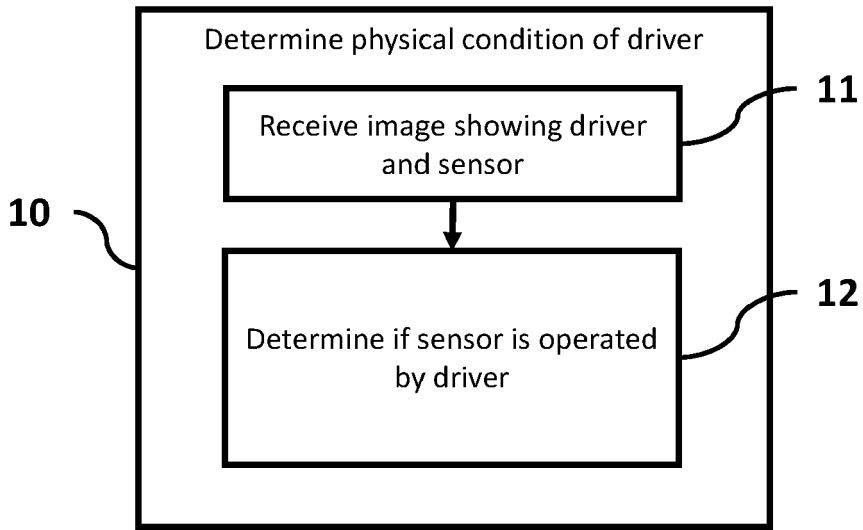 Determine physical condition of driver
11
Receive image showing driver
and sensor
10
12
Determine if sensor is operated
by driver